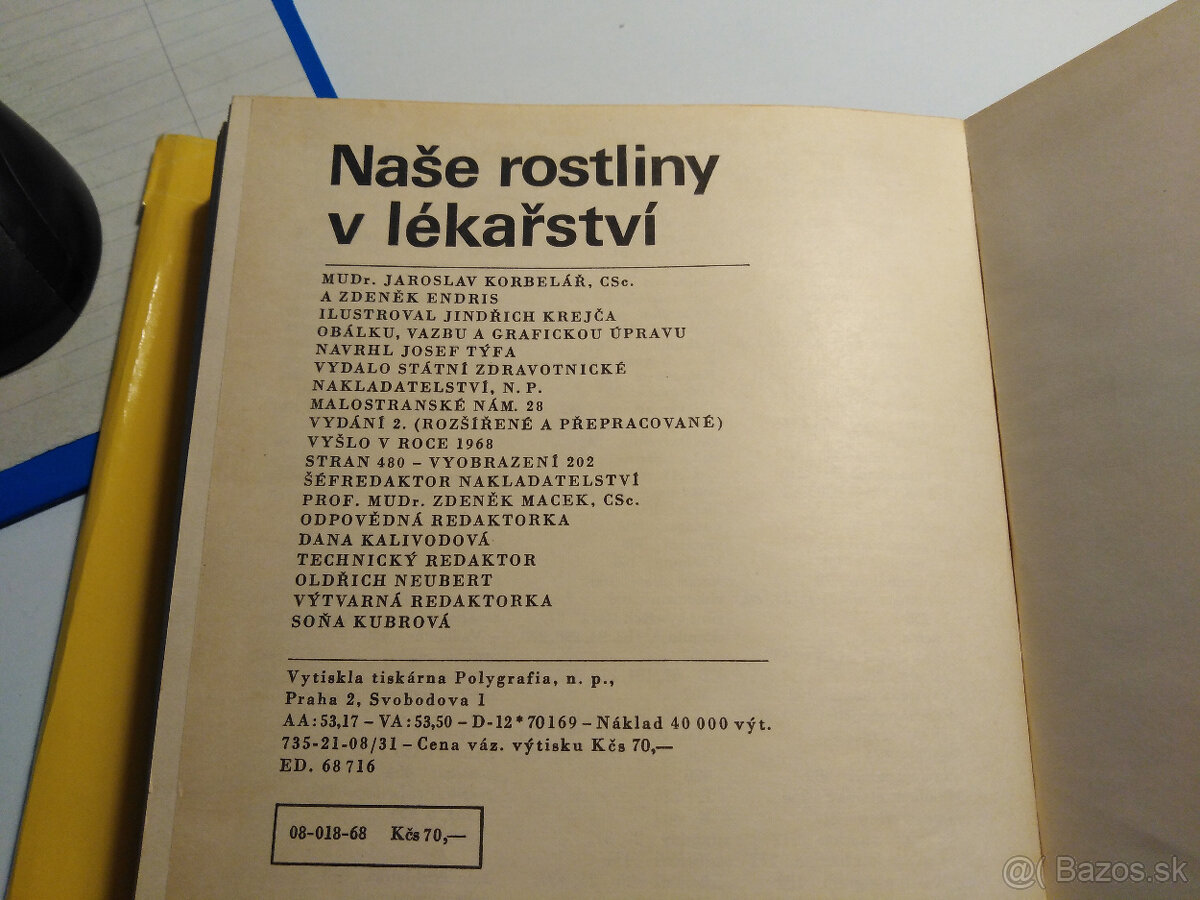 Naše rostliny
v lékařství
MUDr. JAROSLAV KORBELÁŘ, CSc.
A ZDENĚK ENDRIS
ILUSTROVAL JINDŘICH KREJČA
OBÁLKU, VAZBU A GRAFICKOU ÚPRAVU
NAVRHL JOSEF TÝFA
VYDALO STÁTNÍ ZDRAVOTNICKÉ
NAKLADATELSTVÍ, N. P.
MALOSTRANSKÉ NÁM. 28
VYDÁNÍ 2. (ROZŠÍŘENÉ A PŘEPRACOVANÉ)
VYŠLO V ROCE 1968
STRAN 480 – VYOBRAZENÍ 202
ŠÉFREDAKTOR NAKLADATELSTVÍ
PROF. MUDr. ZDENĚK MACEK, CSc.
ODPOVĚDNÁ REDAKTORKA
DANA KALIVODOVÁ
TECHNICKÝ REDAKTOR
OLDŘICH NEUBERT
VÝTVARNÁ REDAKTORKA
SOŇA KUBROVÁ
Vytiskla tiskárna Polygrafia, n. p.,
Praha 2, Svobodova 1
AA: 53,17 – VA: 53,50 – D-12*70169 – Náklad 40 000 výt.
735-21-08/31 – Cena váz. výtisku Kčs 70,—
ED. 68716
08-018-68 Kčs 70,—
@( Bazos.sk